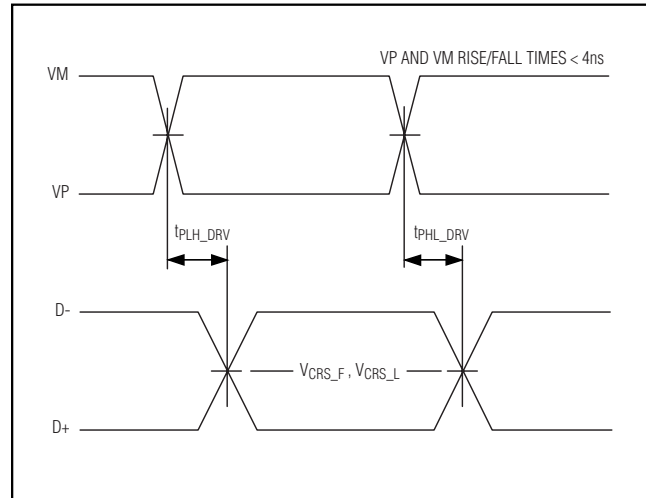 VP AND VM RISE/FALL TIMES < 4ns
VM
VP
tPLH_DRV
tPHL_DRV
D-
VCRS_F , VCRS_L
D+